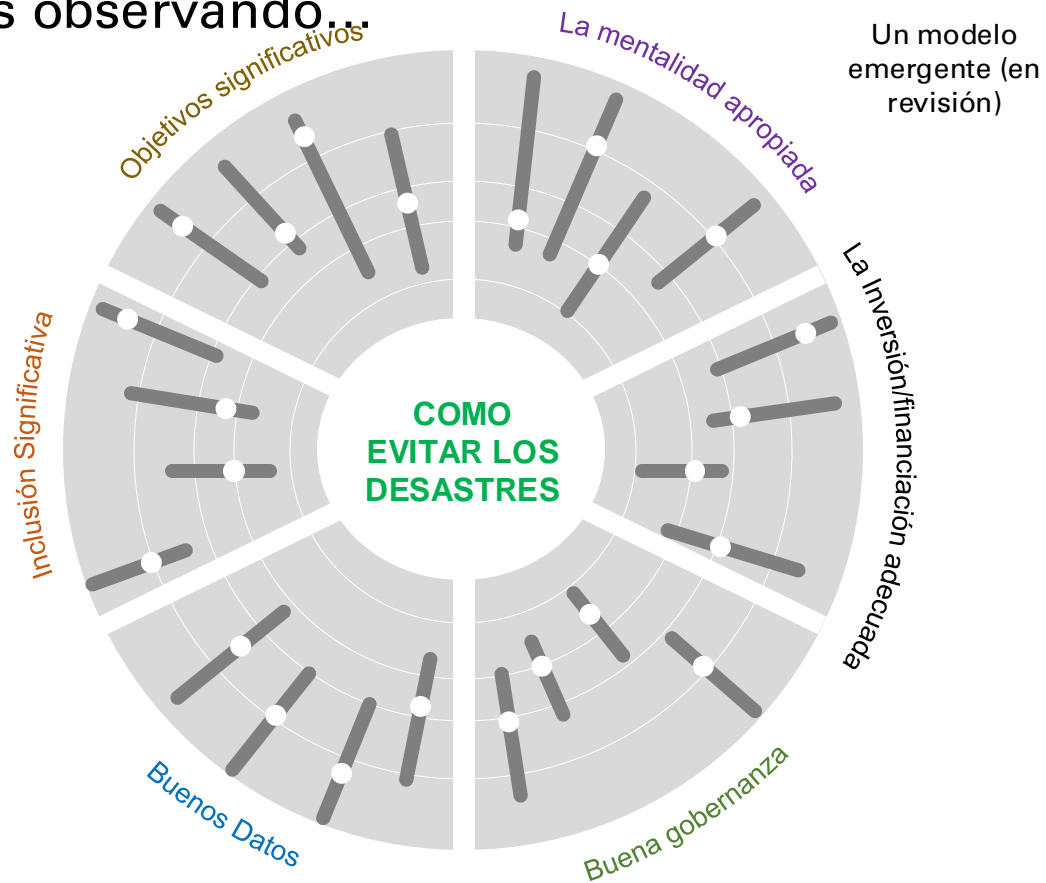 s observando...
Un modelo
emergente (en
revisión)
Objetivos significativos
La mentalidad apropiada
La Inversión/financiación adecuada
Inclusión Significativa
COMO
EVITAR LOS
DESASTRES
Buenos Datos
Buena gobernanza